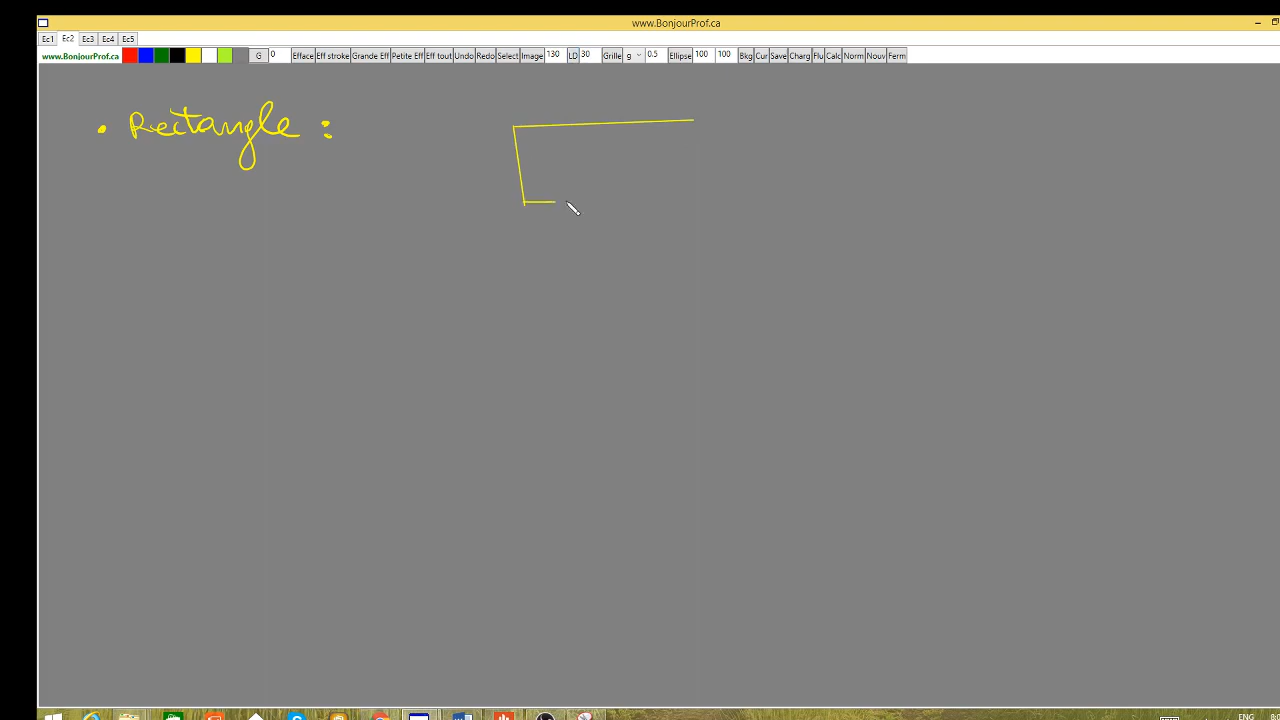 www.BonjourProf.ca
Ec1 Ec2 Ec3 Ec4 Ec5
www.BonjourProf.ca G 0 Efface Eff stroke Grande Eff Petite Eff Eff tout Undo Redo Select Image 130 LD 30 Grille g 0.5 Ellipse 100 100 Bkg Cur Save Charg Flu Calc Norm Nouv Ferm
• Rectangle :
ENG